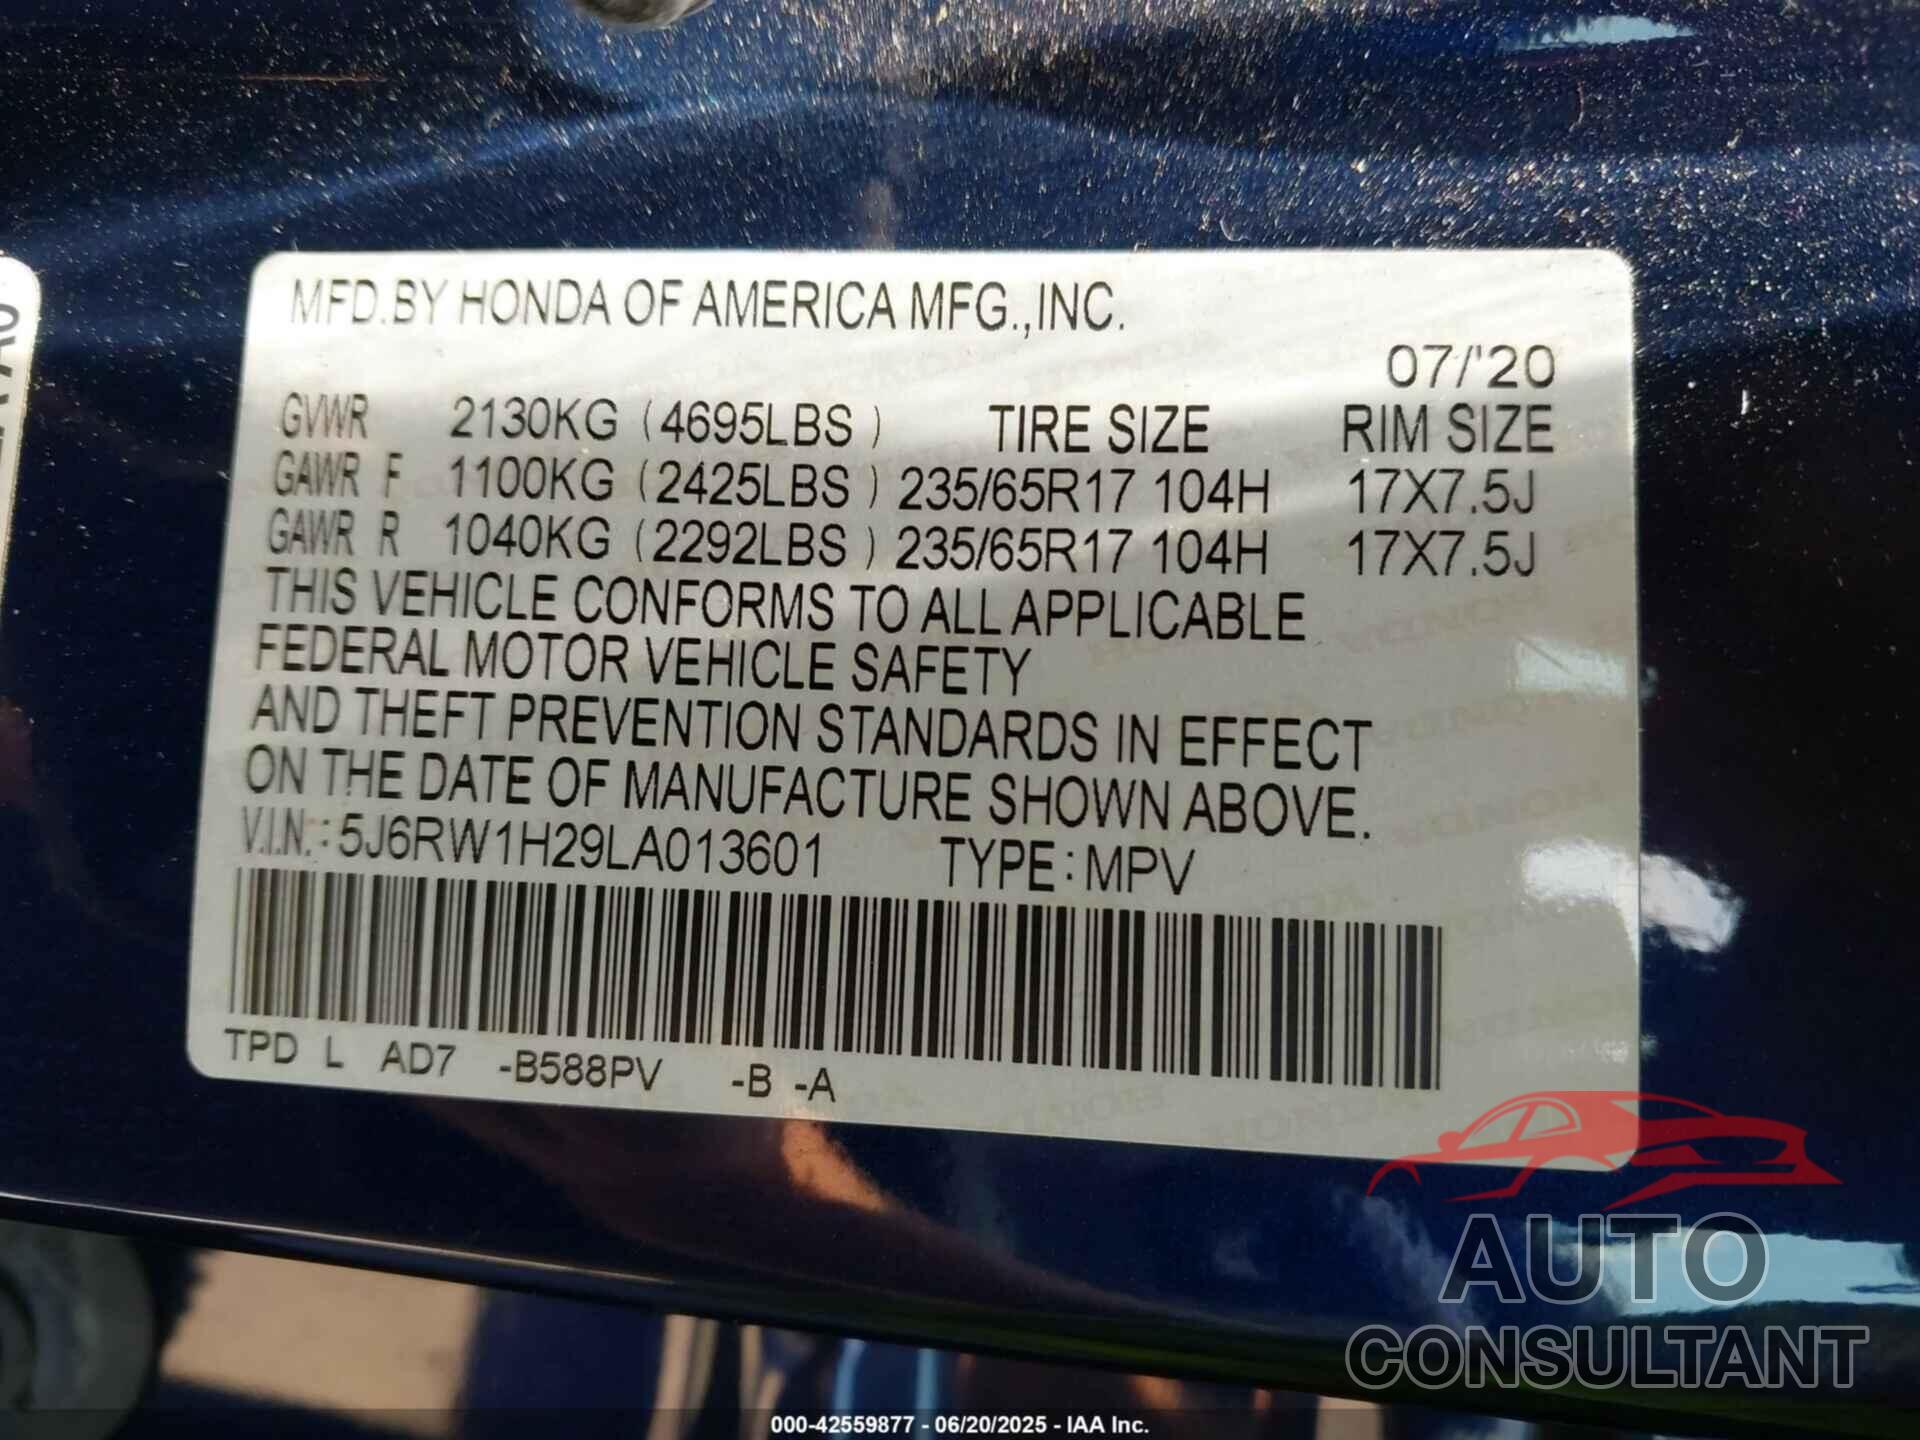 MFD.BY HONDA OF AMERICA MFG.,INC.
07/'20
GVWR 2130KG (4695LBS ) TIRE SIZE RIM SIZE
GAWR F 1100KG (2425LBS ) 235/65R17 104H 17X7.5J
GAWR R 1040KG (2292LBS ) 235/65R17 104H 17X7.5J
THIS VEHICLE CONFORMS TO ALL APPLICABLE
FEDERAL MOTOR VEHICLE SAFETY
AND THEFT PREVENTION STANDARDS IN EFFECT
ON THE DATE OF MANUFACTURE SHOWN ABOVE.
V.I.N.: 5J6RW1H29LA013601 TYPE: MPV
TPD L AD7 -B588PV -B -A
AUTO
CONSULTANT
000-42559877 - 06/20/2025 - IAA Inc.